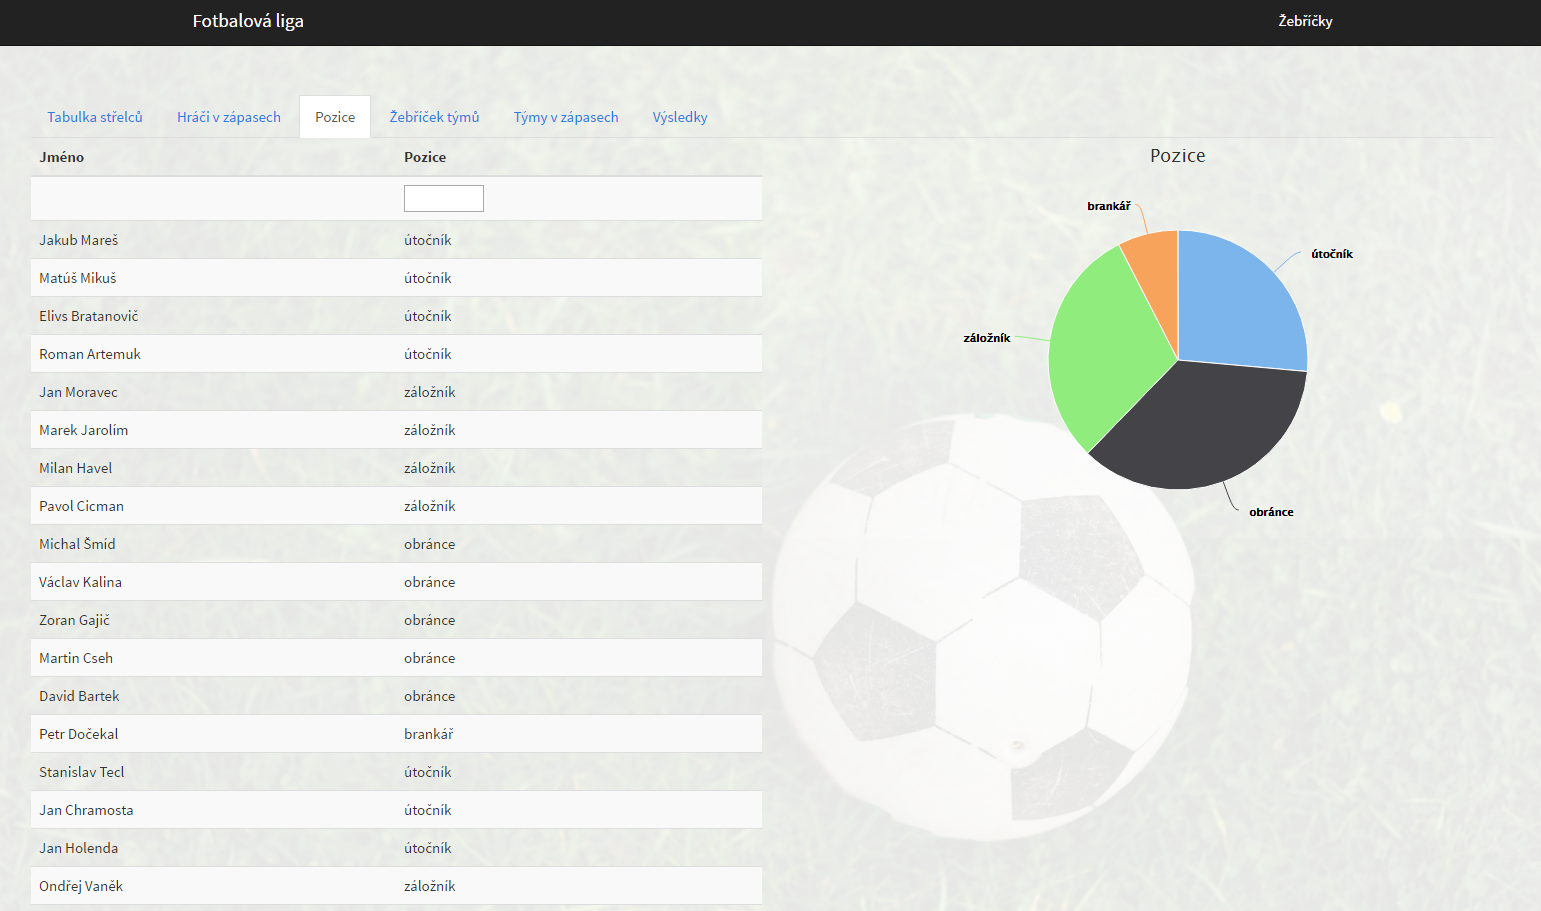 Fotbalová liga Žebříčky
Tabulka střelců Hráči v zápasech Pozice Žebříček týmů Týmy v zápasech Výsledky
Jméno Pozice
Jakub Mareš útočník
Matúš Mikuš útočník
Elivs Bratanovič útočník
Roman Artemuk útočník
Jan Moravec záložník
Marek Jarolím záložník
Milan Havel záložník
Pavol Cicman záložník
Michal Šmíd obránce
Václav Kalina obránce
Zoran Gajič obránce
Martin Cseh obránce
David Bartek obránce
Petr Dočekal brankář
Stanislav Tecl útočník
Jan Chramosta útočník
Jan Holenda útočník
Ondřej Vaněk záložník
Pozice
brankář
útočník
záložník
obránce